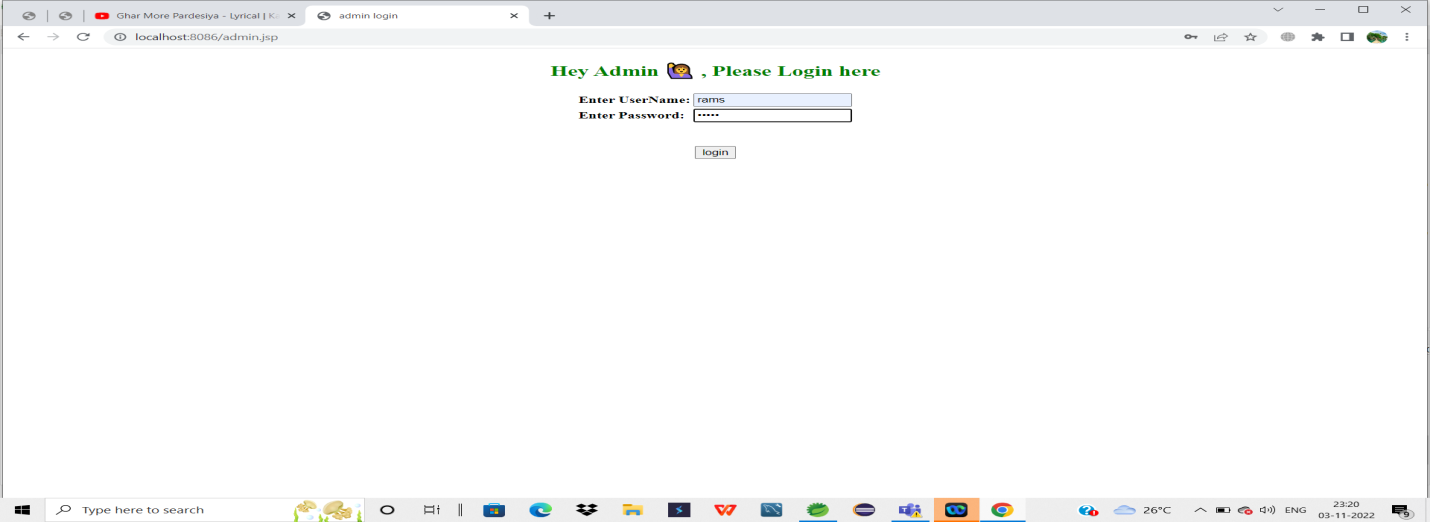 Ghar More Pardesiya - Lyrical | K
admin login
localhost:8086/admin.jsp
Hey Admin 🙋 , Please Login here
Enter UserName: rams
Enter Password: •••••
login
Type here to search
26°C
ENG
23:20
03-11-2022
9